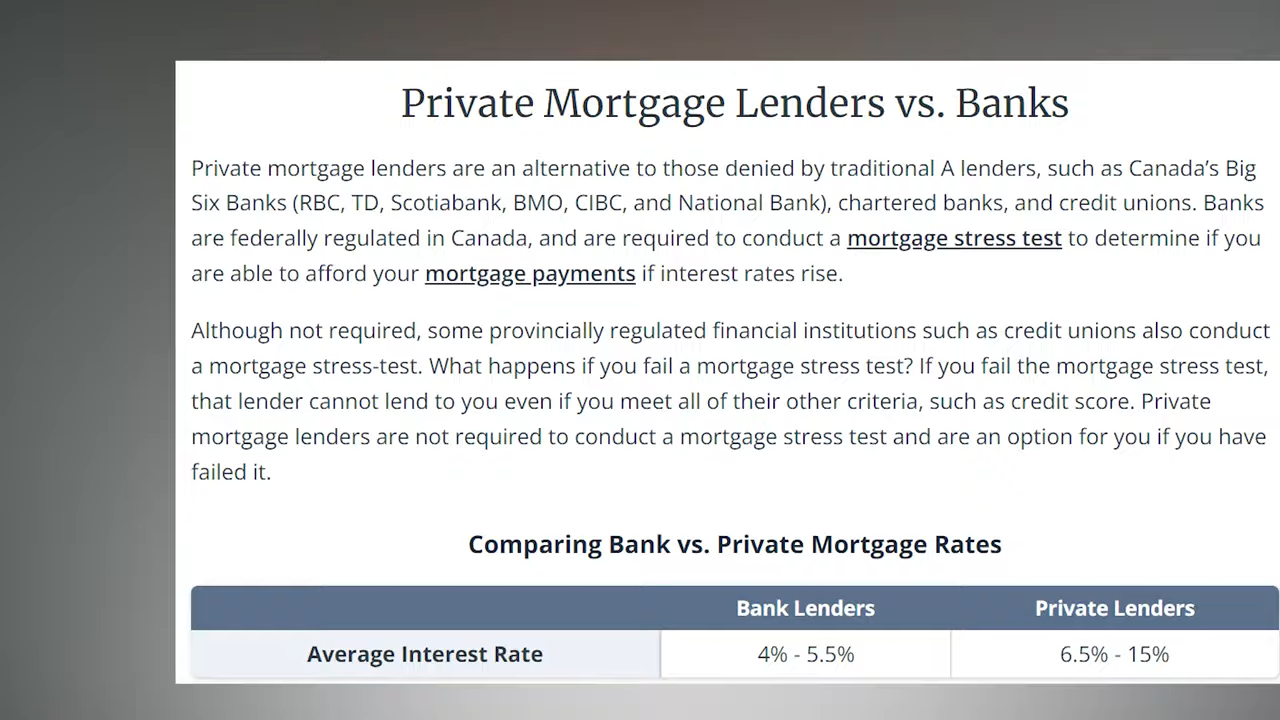 Private Mortgage Lenders vs. Banks
Private mortgage lenders are an alternative to those denied by traditional A lenders, such as Canada’s Big
Six Banks (RBC, TD, Scotiabank, BMO, CIBC, and National Bank), chartered banks, and credit unions. Banks
are federally regulated in Canada, and are required to conduct a mortgage stress test to determine if you
are able to afford your mortgage payments if interest rates rise.
Although not required, some provincially regulated financial institutions such as credit unions also conduct
a mortgage stress-test. What happens if you fail a mortgage stress test? If you fail the mortgage stress test,
that lender cannot lend to you even if you meet all of their other criteria, such as credit score. Private
mortgage lenders are not required to conduct a mortgage stress test and are an option for you if you have
failed it.
Comparing Bank vs. Private Mortgage Rates
Bank Lenders Private Lenders
Average Interest Rate 4% - 5.5% 6.5% - 15%